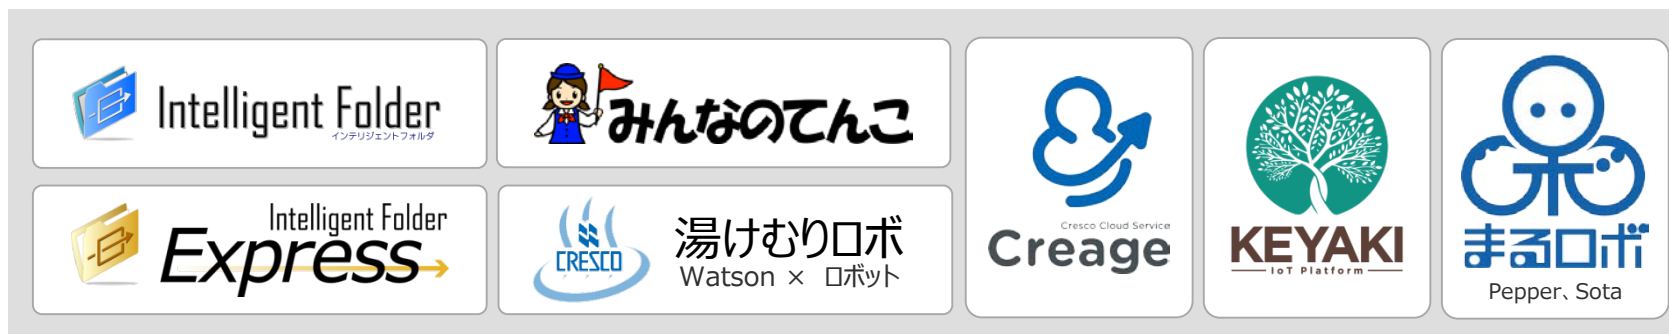 Intelligent Folder
インテリジェントフォルダ
みんなのてんこ
Intelligent Folder
Express
CRESCO
湯けむりロボ
Watson × ロボット
Cresco Cloud Service
Creage
KEYAKI
IoT Platform
ロボ
まるロボ
Pepper、Sota